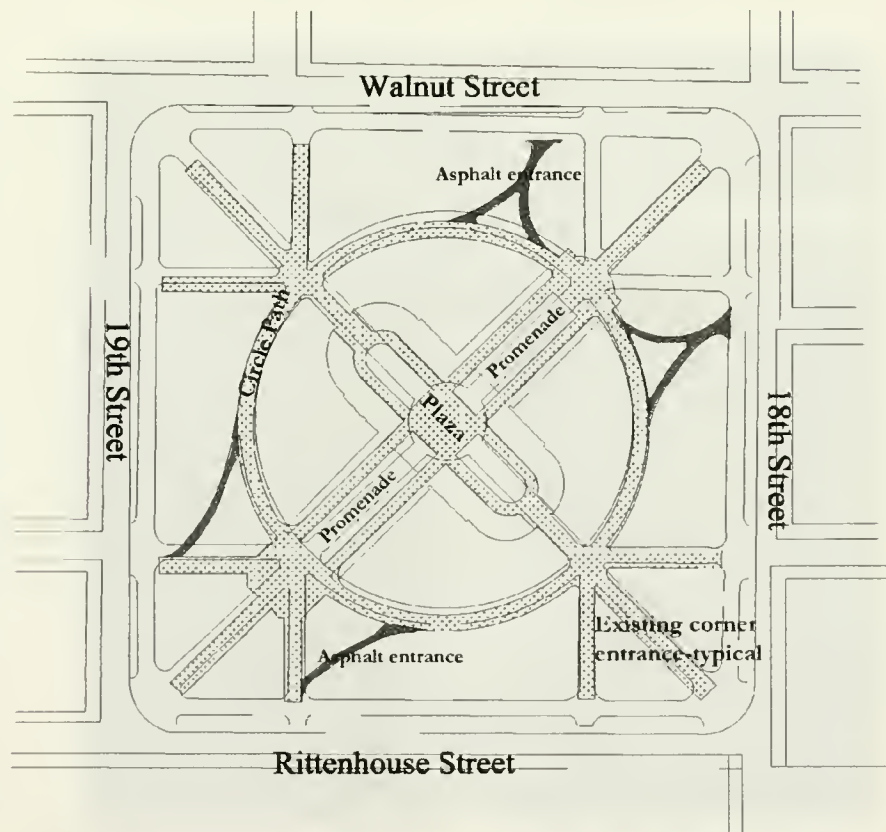 Walnut Street
Asphalt entrance
Circle Path
Promenade
19th Street
Plaza
18th Street
Promenade
Existing corner
entrance-typical
Asphalt entrance
Rittenhouse Street